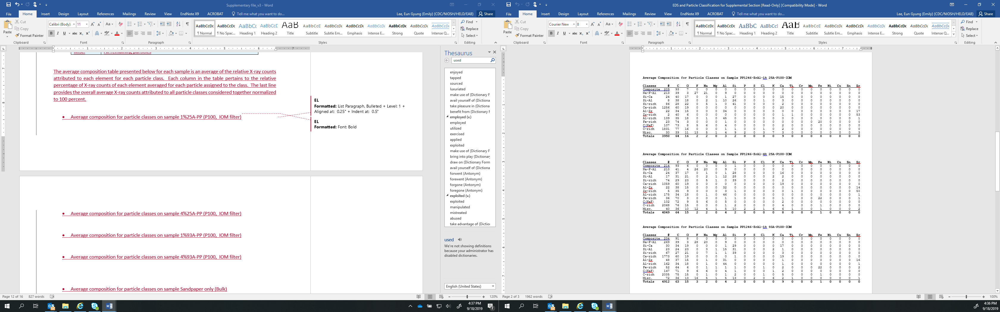 Supplementary file_v3 - Word
File Home Insert Design Layout References Mailings Review View EndNote X9 ACROBAT Tell me what you want to do... Lee, Eun Gyung (Emily) (CDC/NIOSH/HELD/EAB) Share
Cut
Copy
Format Painter
Paste
Calibri (Body) 11
AaBbCcDc AaBbCcDc AaBbC AaBbCcE AaB AaBbCcD AaBbCcDc AaBbCcDc AaBbCcDc AaBbCcDc AaBbCcDc AaBbCcDc
¶ Normal ¶ No Spac... Heading 1 Heading 2 Title Subtitle Subtle Em... Emphasis Intense E... Strong Quote Intense Q...
Find
Replace
Select
Clipboard Font Paragraph Styles Editing
Misc. All remaining particles
The average composition table presented below for each sample is an average of the relative X-ray counts
attributed to each element for each particle class. Each column in the table pertains to the relative
percentage of X-ray counts of each element averaged for each particle assigned to the class. The last line
provides the overall average X-ray counts attributed to all particle classes considered together normalized
to 100 percent.
• Average composition for particle classes on sample 1%25A-PP (P100, IOM filter)
EL
Formatted: List Paragraph, Bulleted + Level: 1 +
Aligned at: 0.25" + Indent at: 0.5"
EL
Formatted: Font: Bold
• Average composition for particle classes on sample 4%25A-PP (P100, IOM filter)
• Average composition for particle classes on sample 1%93A-PP (P100, IOM filter)
• Average composition for particle classes on sample 4%93A-PP (P100, IOM filter)
• Average composition for particle classes on sample Sandpaper only (Bulk)
Thesaurus
used
enjoyed
tapped
sourced
luxuriated
make use of (Dictionary F
avail yourself of (Dictiona
take pleasure in (Dictiona
benefit from (Dictionary F
employed (v.)
employed
utilized
exercised
applied
exploited
make use of (Dictionary F
bring into play (Dictionary
draw on (Dictionary Form
avail yourself of (Dictiona
forwent (Antonym)
forewent (Antonym)
forgone (Antonym)
foregone (Antonym)
exploited (v.)
exploited
manipulated
mistreated
abused
take advantage of (Diction
used
We're not showing definitions
because your administrator has
disabled dictionaries.
English (United States)
Page 12 of 16 827 words 120%
4:37 PM
9/18/2019
EDS and Particle Classification for Supplemental Section [Read-Only] [Compatibility Mode] - Word
File Home Insert Design Layout References Mailings Review View EndNote X9 ACROBAT Tell me what you want to do... Lee, Eun Gyung (Emily) (CDC/NIOSH/HELD/EAB) Share
Cut
Copy
Format Painter
Paste
Courier New 8
¶ Normal ¶ No Spac... Heading 1 Heading 2 Title Subtitle Subtle Em... Emphasis Intense E... Strong Quote Intense Q...
Find
Replace
Select
Clipboard Font Paragraph Styles Editing
Average Composition for Particle Classes on Sample PP1246-ZrAl-1% 25A-P100-IOM
Classes # C O F Na Mg Al Si P S Cl K Ca Ti Cr Mn Fe Ni Cu Zn Zr
Composite 209 93 7 0 0 0 0 0 0 0 0 0 0 0 0 0 0 0 0 0 0
Na-F-Al 213 39 3 27 21 0 9 0 0 0 0 0 0 0 0 0 0 0 0 0 0
Si-Ca 24 40 17 0 0 0 1 27 0 0 0 0 15 0 0 0 0 0 0 0 0
Si-Al 8 38 18 0 2 1 10 26 0 0 1 0 3 0 0 0 0 0 0 0 0
Si-rich 86 28 22 0 5 1 0 41 0 0 0 0 2 0 0 0 0 0 0 0 0
Ca-rich 1256 60 19 0 0 0 0 0 0 0 0 0 20 0 0 0 0 0 0 0 0
Al-Zr 22 34 15 0 0 0 34 0 0 0 0 0 0 0 0 0 0 0 0 0 17
Zr-rich 2 40 6 0 0 0 0 0 0 0 0 0 1 1 0 0 0 0 0 0 53
Al-rich 139 35 18 0 1 0 45 0 0 0 0 0 0 0 0 0 0 0 0 0 1
Fe-rich 23 74 3 0 0 0 1 0 0 0 0 0 0 0 0 0 20 0 0 0 0
C(NaF) 107 73 8 5 6 0 4 0 0 0 0 0 2 0 0 0 0 0 0 0 0
C-rich 1831 77 16 0 0 0 1 1 0 0 1 0 2 0 0 0 0 0 0 0 0
Misc. 30 39 11 13 5 1 4 9 2 0 3 7 3 0 0 0 0 0 0 0 3
Totals 3950 64 16 2 2 0 3 2 0 0 0 0 9 0 0 0 0 0 0 0 0
Average Composition for Particle Classes on Sample PP1246-ZrAl-4% 25A-P100-IOM
Classes # C O F Na Mg Al Si P S Cl K Ca Ti Cr Mn Fe Ni Cu Zn Zr
Composite 214 93 6 0 0 0 0 1 0 0 0 0 0 0 0 0 0 0 0 0 0
Na-F-Al 213 41 4 26 20 0 9 0 0 0 0 0 0 0 0 0 0 0 0 0 0
Si-Ca 24 37 17 0 1 0 1 28 0 0 0 0 16 0 0 0 0 0 0 0 0
Si-Al 17 31 21 0 2 1 12 28 0 0 0 2 2 0 0 0 0 0 0 0 0
Si-rich 74 29 23 0 5 1 0 39 0 0 0 0 2 0 0 0 0 0 0 0 0
Ca-rich 1059 60 19 0 0 0 0 0 0 0 0 0 19 0 0 0 0 0 0 0 0
Al-Zr 22 38 15 0 0 0 32 0 0 0 0 0 0 0 0 0 0 0 0 0 14
Zr-rich 5 35 9 0 0 0 3 1 0 0 0 0 0 1 0 0 0 0 0 0 50
Al-rich 175 34 18 0 1 0 46 0 0 0 0 0 0 0 0 0 0 0 0 0 1
Fe-rich 36 70 3 0 0 0 1 1 0 0 0 0 1 0 0 0 22 0 0 0 1
C(NaF) 102 72 9 5 6 0 5 0 0 0 0 0 2 0 0 0 0 0 0 0 0
C-rich 2068 76 15 0 0 0 1 2 0 0 0 0 4 0 0 0 1 0 0 0 0
Misc. 40 36 10 12 4 1 5 10 2 2 1 6 6 1 0 0 1 0 0 0 2
Totals 4049 64 15 2 2 0 4 2 0 0 0 0 8 0 0 0 1 0 0 0 0
Average Composition for Particle Classes on Sample PP1246-ZrAl-1% 93A-P100-IOM
Classes # C O F Na Mg Al Si P S Cl K Ca Ti Cr Mn Fe Ni Cu Zn Zr
Composite 234 91 8 0 0 0 0 0 0 0 0 0 0 0 0 0 0 0 0 0 0
Na-F-Al 269 39 3 28 20 0 9 0 0 0 0 0 0 0 0 0 0 0 0 0 0
Si-Ca 30 34 19 0 0 0 1 29 0 0 0 0 17 0 0 0 0 0 0 0 0
Si-Al 23 24 23 0 3 1 15 31 0 0 0 2 1 0 0 0 0 0 0 0 0
Si-rich 67 27 21 0 7 1 1 39 0 0 0 0 3 0 0 0 0 0 0 0 0
Ca-rich 1773 60 19 0 0 0 0 1 0 0 0 0 19 0 0 0 0 0 0 0 0
Al-Zr 48 37 15 0 1 0 31 0 0 0 0 0 1 0 0 0 0 0 0 0 16
Al-rich 162 34 18 0 1 0 44 0 0 0 0 0 1 0 0 0 0 0 0 0 1
Fe-rich 52 64 6 0 1 1 1 1 0 0 1 0 2 0 0 0 22 0 0 0 2
C(NaF) 147 71 9 6 6 0 4 1 0 0 0 1 2 0 0 0 0 0 0 0 0
C-rich 2035 75 15 0 1 0 1 2 0 0 1 0 5 0 0 0 1 0 0 0 0
Misc. 72 36 13 16 5 1 5 13 0 2 0 6 2 1 0 0 0 0 0 0 1
Totals 4912 63 15 3 2 0 4 2 0 0 0 0 9 0 0 0 1 0 0 0 0
Page 2 of 3 1962 words 100%
4:36 PM
9/18/2019